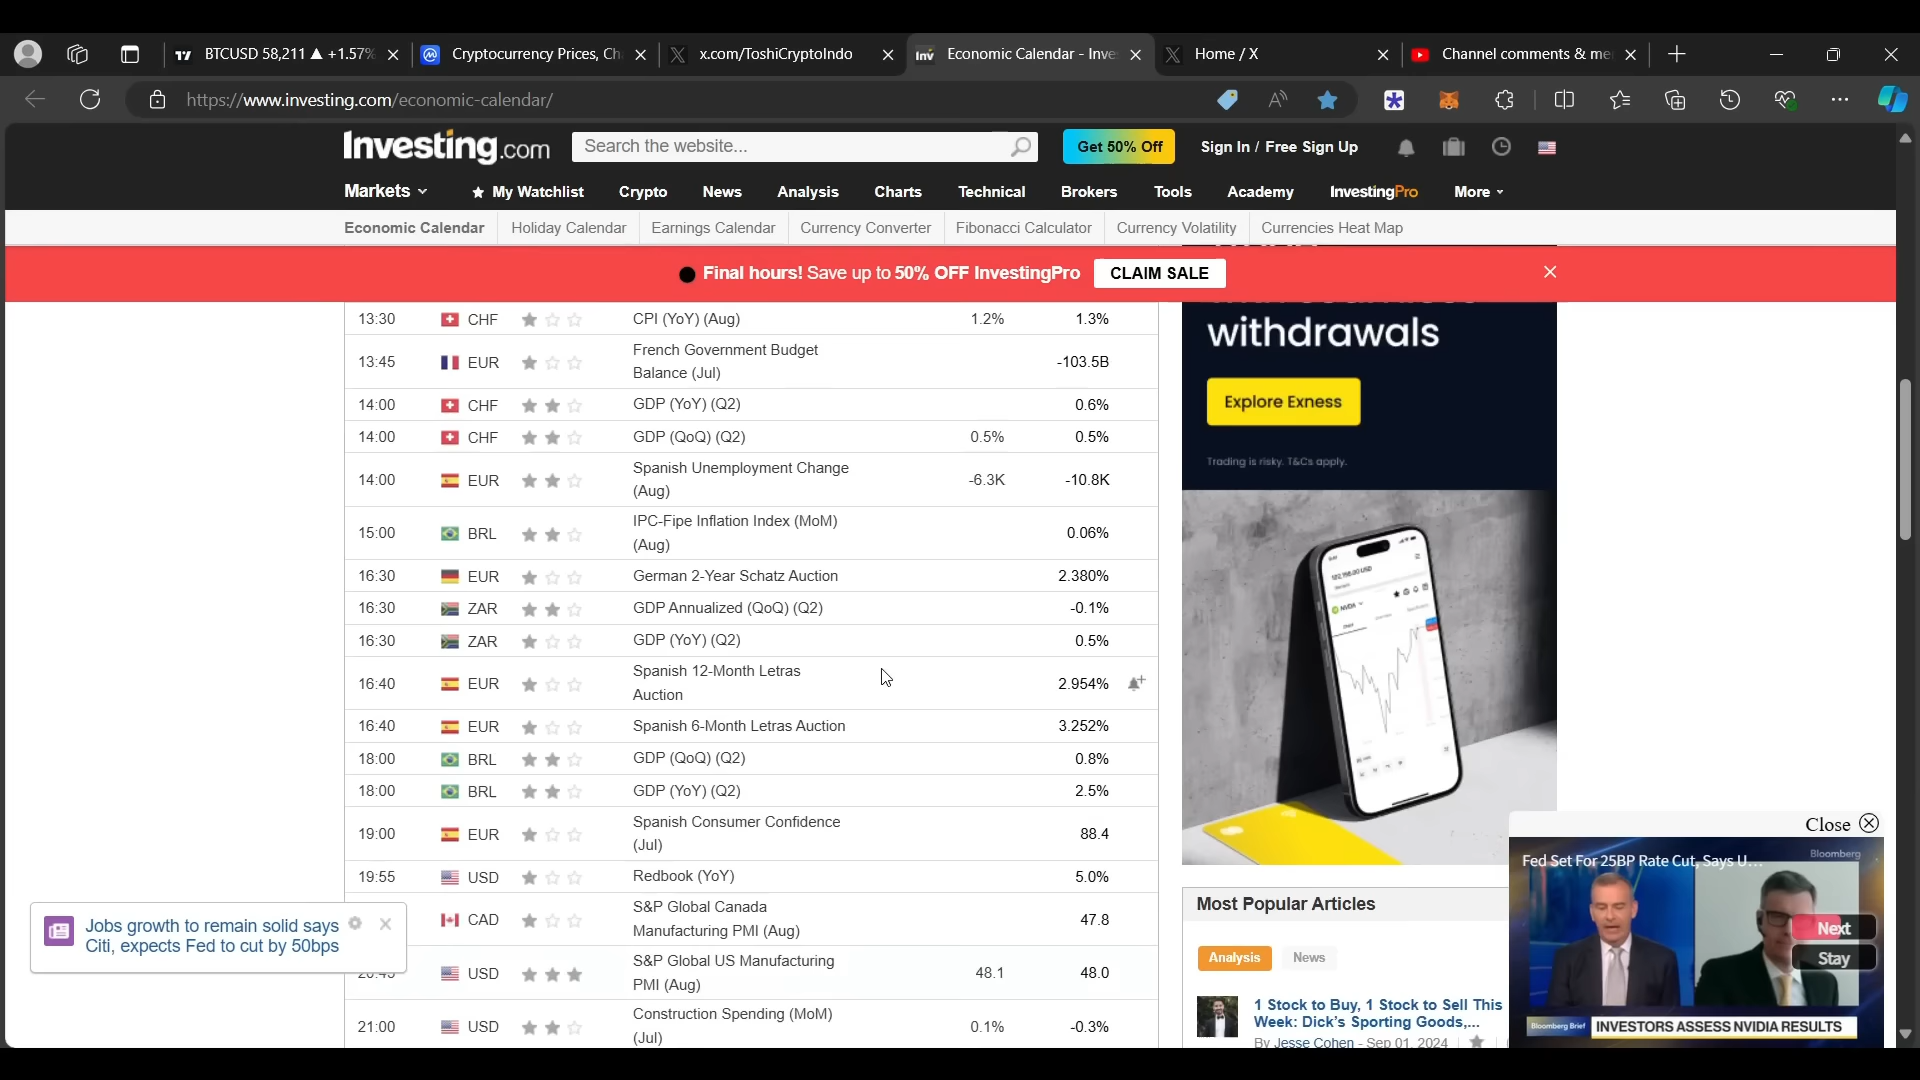 BTCUSD 58,211 ▲ +1.57%
Cryptocurrency Prices, Ch
x.com/ToshiCryptoIndo
Inv Economic Calendar - Inve
Home / X
Channel comments & me
https://www.investing.com/economic-calendar/
Investing.com
Search the website...
Get 50% Off
Sign In / Free Sign Up
Markets
My Watchlist
Crypto
News
Analysis
Charts
Technical
Brokers
Tools
Academy
InvestingPro
More
Economic Calendar
Holiday Calendar
Earnings Calendar
Currency Converter
Fibonacci Calculator
Currency Volatility
Currencies Heat Map
Final hours! Save up to 50% OFF InvestingPro
CLAIM SALE
13:30 CHF CPI (YoY) (Aug) 1.2% 1.3%
13:45 EUR French Government Budget
Balance (Jul) -103.5B
14:00 CHF GDP (YoY) (Q2) 0.6%
14:00 CHF GDP (QoQ) (Q2) 0.5% 0.5%
14:00 EUR Spanish Unemployment Change
(Aug) -6.3K -10.8K
15:00 BRL IPC-Fipe Inflation Index (MoM)
(Aug) 0.06%
16:30 EUR German 2-Year Schatz Auction 2.380%
16:30 ZAR GDP Annualized (QoQ) (Q2) -0.1%
16:30 ZAR GDP (YoY) (Q2) 0.5%
16:40 EUR Spanish 12-Month Letras
Auction 2.954%
16:40 EUR Spanish 6-Month Letras Auction 3.252%
18:00 BRL GDP (QoQ) (Q2) 0.8%
18:00 BRL GDP (YoY) (Q2) 2.5%
19:00 EUR Spanish Consumer Confidence
(Jul) 88.4
19:55 USD Redbook (YoY) 5.0%
CAD S&P Global Canada
Manufacturing PMI (Aug) 47.8
USD S&P Global US Manufacturing
PMI (Aug) 48.1 48.0
21:00 USD Construction Spending (MoM)
(Jul) 0.1% -0.3%
Jobs growth to remain solid says
Citi, expects Fed to cut by 50bps
withdrawals
Explore Exness
Trading is risky. T&Cs apply.
Most Popular Articles
Analysis
News
1 Stock to Buy, 1 Stock to Sell This
Week: Dick's Sporting Goods,...
By Jesse Cohen - Sep 01, 2024
Close
Fed Set For 25BP Rate Cut, Says U...
Bloomberg
Next
Stay
Bloomberg Brief INVESTORS ASSESS NVIDIA RESULTS